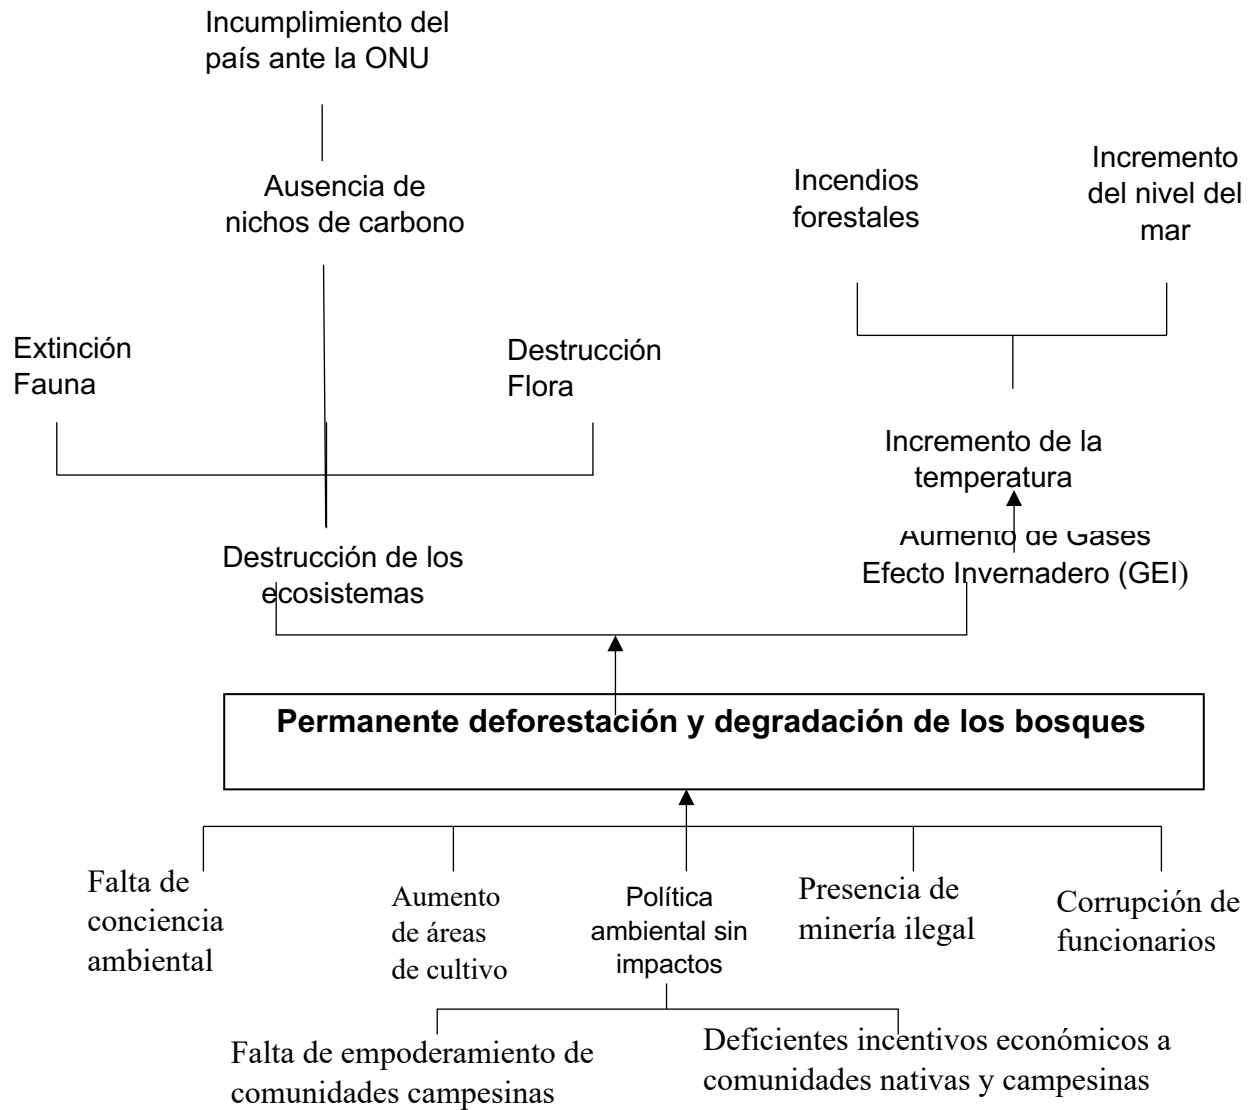 Incumplimiento del
país ante la ONU
Ausencia de
nichos de carbono
Incendios
forestales
Incremento
del nivel del
mar
Extinción
Fauna
Destrucción
Flora
Incremento de la
temperatura
Destrucción de los
ecosistemas
Aumento de Gases
Efecto Invernadero (GEI)
Permanente deforestación y degradación de los bosques
Falta de
conciencia
ambiental
Aumento
de áreas
de cultivo
Política
ambiental sin
impactos
Presencia de
minería ilegal
Corrupción de
funcionarios
Falta de empoderamiento de
comunidades campesinas
Deficientes incentivos económicos a
comunidades nativas y campesinas